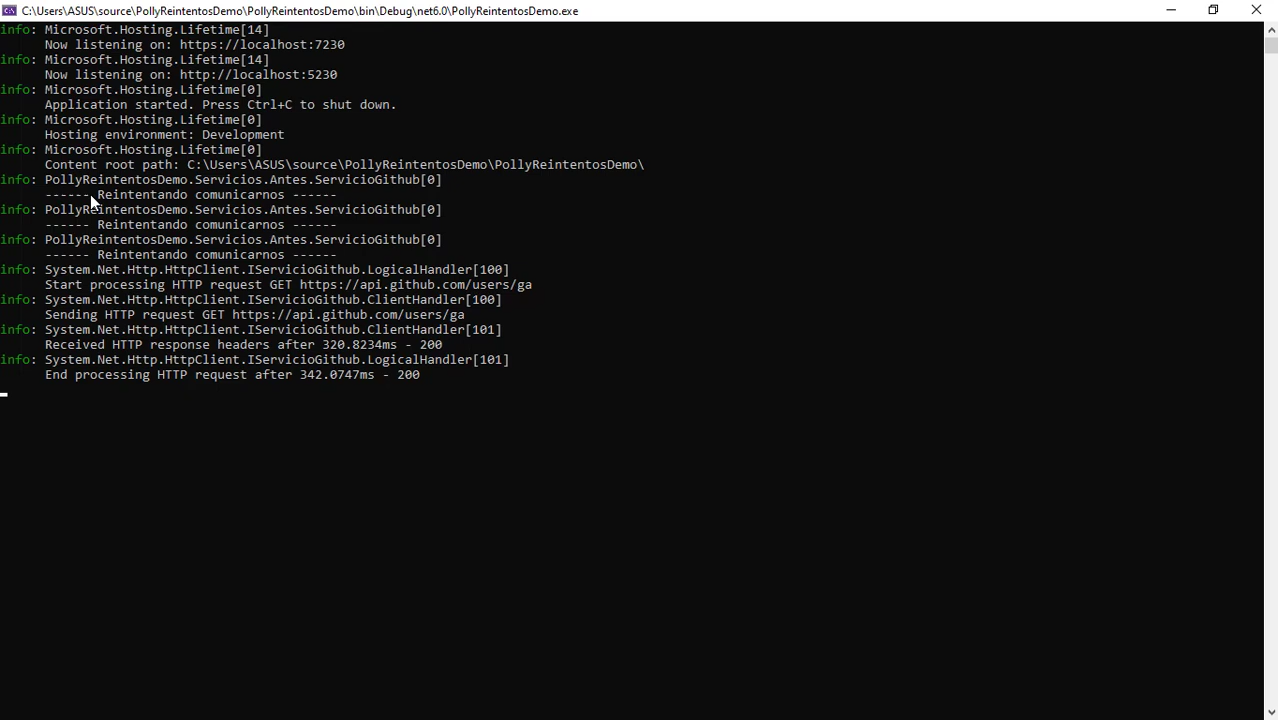 C:\Users\ASUS\source\PollyReintentosDemo\PollyReintentosDemo\bin\Debug\net6.0\PollyReintentosDemo.exe
info: Microsoft.Hosting.Lifetime[14]
Now listening on: https://localhost:7230
info: Microsoft.Hosting.Lifetime[14]
Now listening on: http://localhost:5230
info: Microsoft.Hosting.Lifetime[0]
Application started. Press Ctrl+C to shut down.
info: Microsoft.Hosting.Lifetime[0]
Hosting environment: Development
info: Microsoft.Hosting.Lifetime[0]
Content root path: C:\Users\ASUS\source\PollyReintentosDemo\PollyReintentosDemo\
info: PollyReintentosDemo.Servicios.Antes.ServicioGithub[0]
------ Reintentando comunicarnos ------
info: PollyReintentosDemo.Servicios.Antes.ServicioGithub[0]
------ Reintentando comunicarnos ------
info: PollyReintentosDemo.Servicios.Antes.ServicioGithub[0]
------ Reintentando comunicarnos ------
info: System.Net.Http.HttpClient.IServicioGithub.LogicalHandler[100]
Start processing HTTP request GET https://api.github.com/users/ga
info: System.Net.Http.HttpClient.IServicioGithub.ClientHandler[100]
Sending HTTP request GET https://api.github.com/users/ga
info: System.Net.Http.HttpClient.IServicioGithub.ClientHandler[101]
Received HTTP response headers after 320.8234ms - 200
info: System.Net.Http.HttpClient.IServicioGithub.LogicalHandler[101]
End processing HTTP request after 342.0747ms - 200